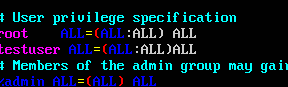 # User privilege specification
root ALL=(ALL:ALL) ALL
testuser ALL=(ALL:ALL)ALL
# Members of the admin group may gain
%admin ALL=(ALL) ALL